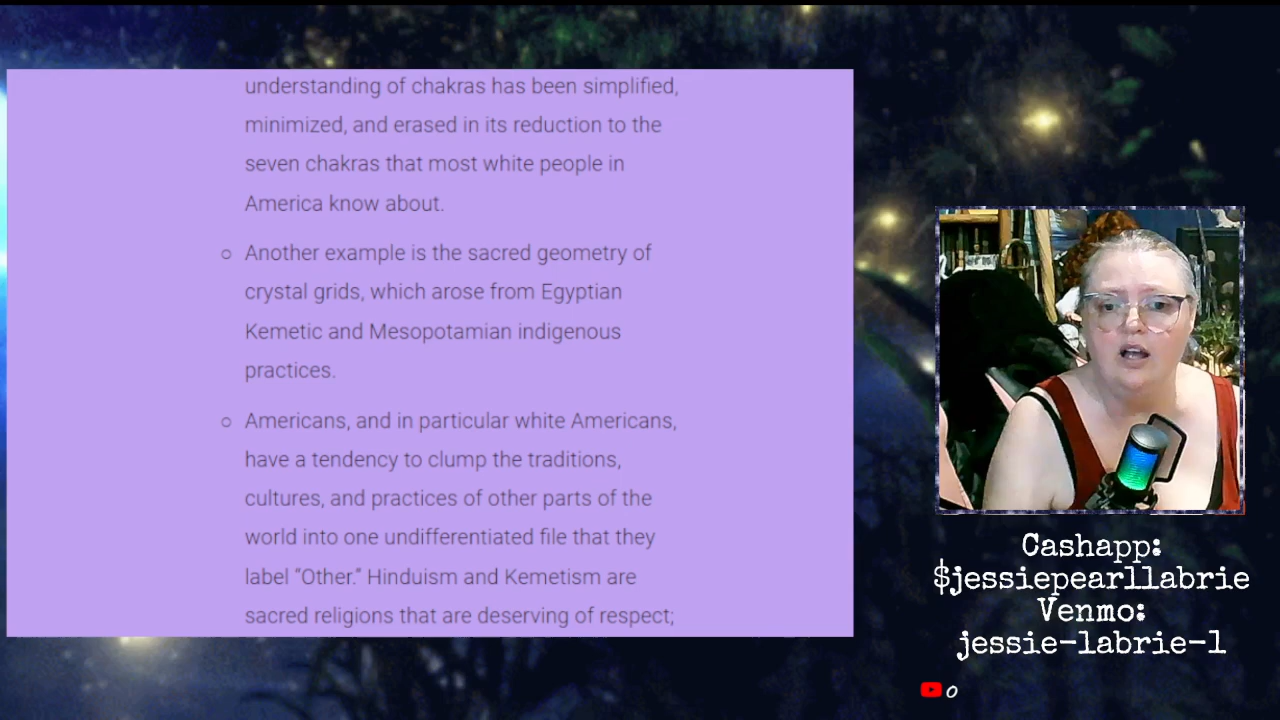 understanding of chakras has been simplified,
minimized, and erased in its reduction to the
seven chakras that most white people in
America know about.
Another example is the sacred geometry of
crystal grids, which arose from Egyptian
Kemetic and Mesopotamian indigenous
practices.
Americans, and in particular white Americans,
have a tendency to clump the traditions,
cultures, and practices of other parts of the
world into one undifferentiated file that they
label “Other.” Hinduism and Kemetism are
sacred religions that are deserving of respect;
Cashapp:
$jessiepearllabrie
Venmo:
jessie-labrie-1
0